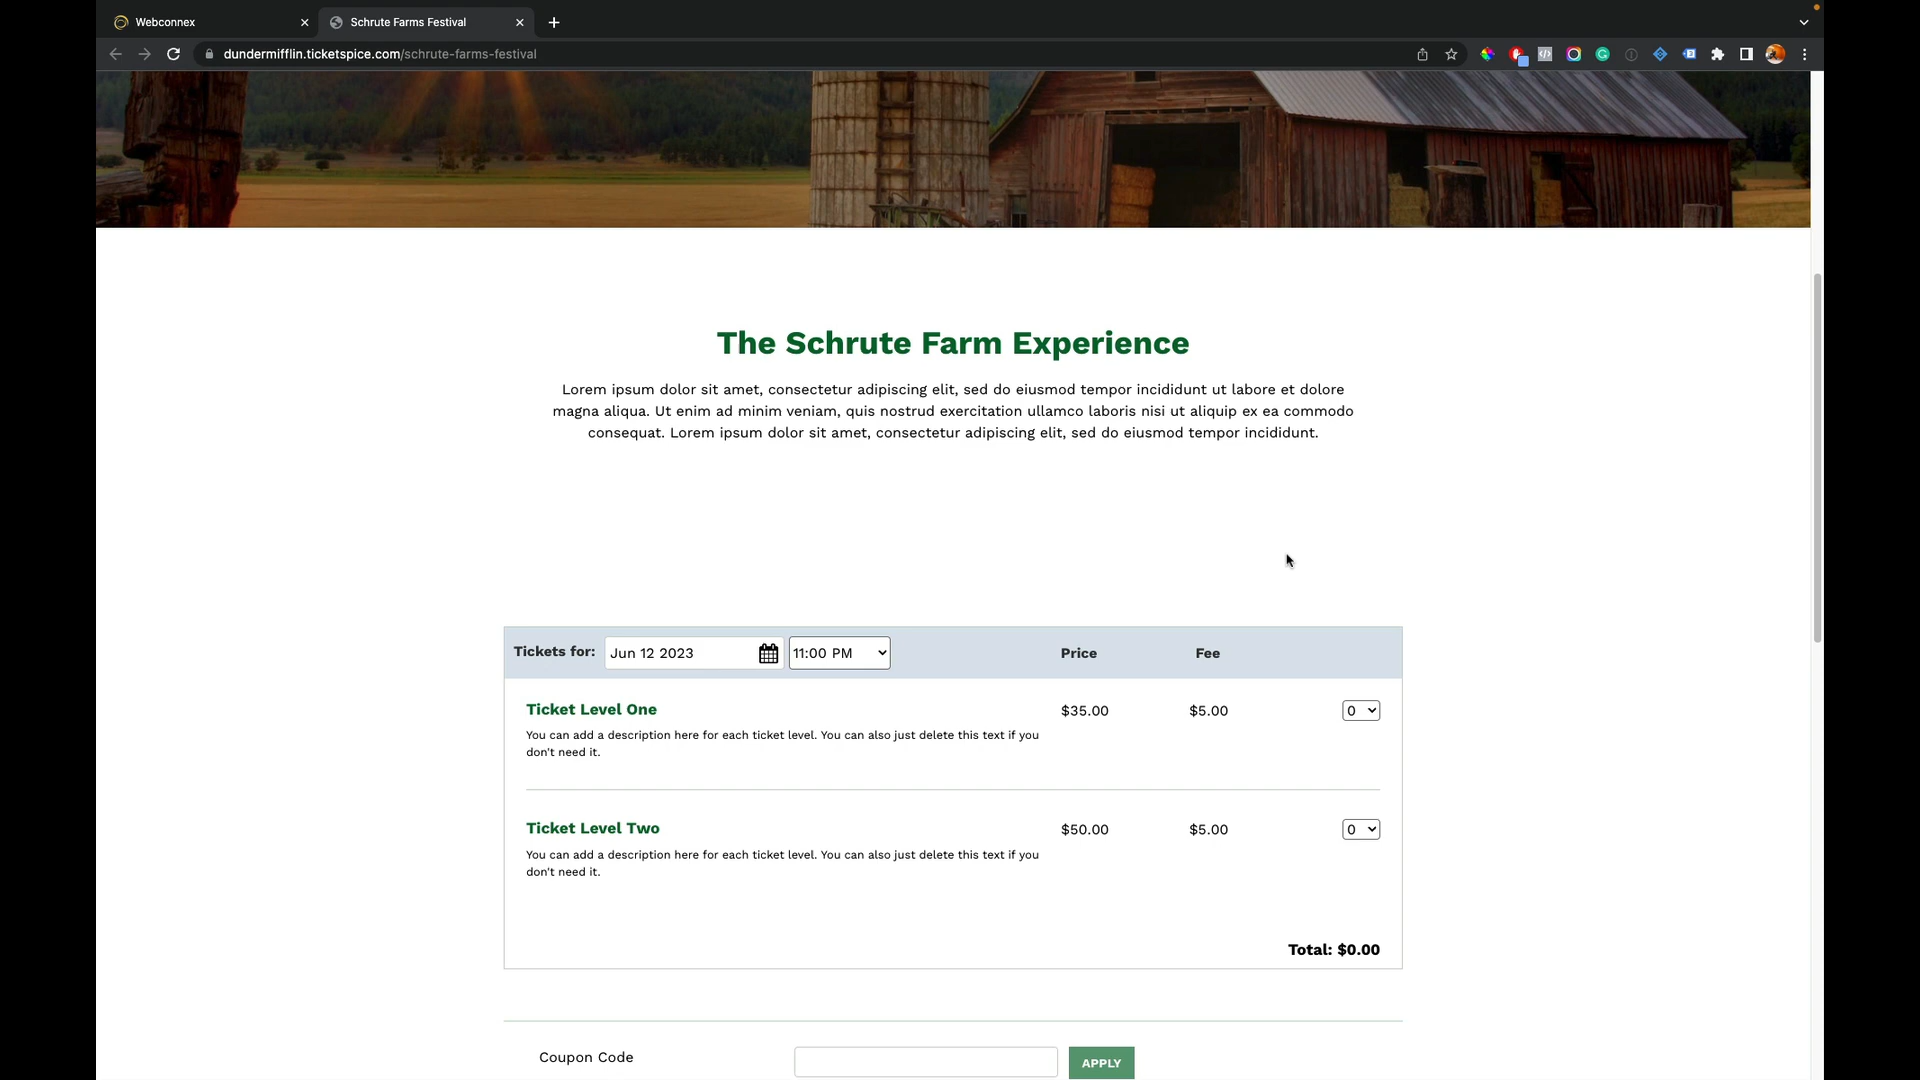 Webconnex
Schrute Farms Festival
dundermifflin.ticketspice.com/schrute-farms-festival
The Schrute Farm Experience
Lorem ipsum dolor sit amet, consectetur adipiscing elit, sed do eiusmod tempor incididunt ut labore et dolore
magna aliqua. Ut enim ad minim veniam, quis nostrud exercitation ullamco laboris nisi ut aliquip ex ea commodo
consequat. Lorem ipsum dolor sit amet, consectetur adipiscing elit, sed do eiusmod tempor incididunt.
Tickets for: Jun 12 2023 11:00 PM Price Fee
Ticket Level One $35.00 $5.00 0
You can add a description here for each ticket level. You can also just delete this text if you
don't need it.
Ticket Level Two $50.00 $5.00 0
You can add a description here for each ticket level. You can also just delete this text if you
don't need it.
Total: $0.00
Coupon Code APPLY